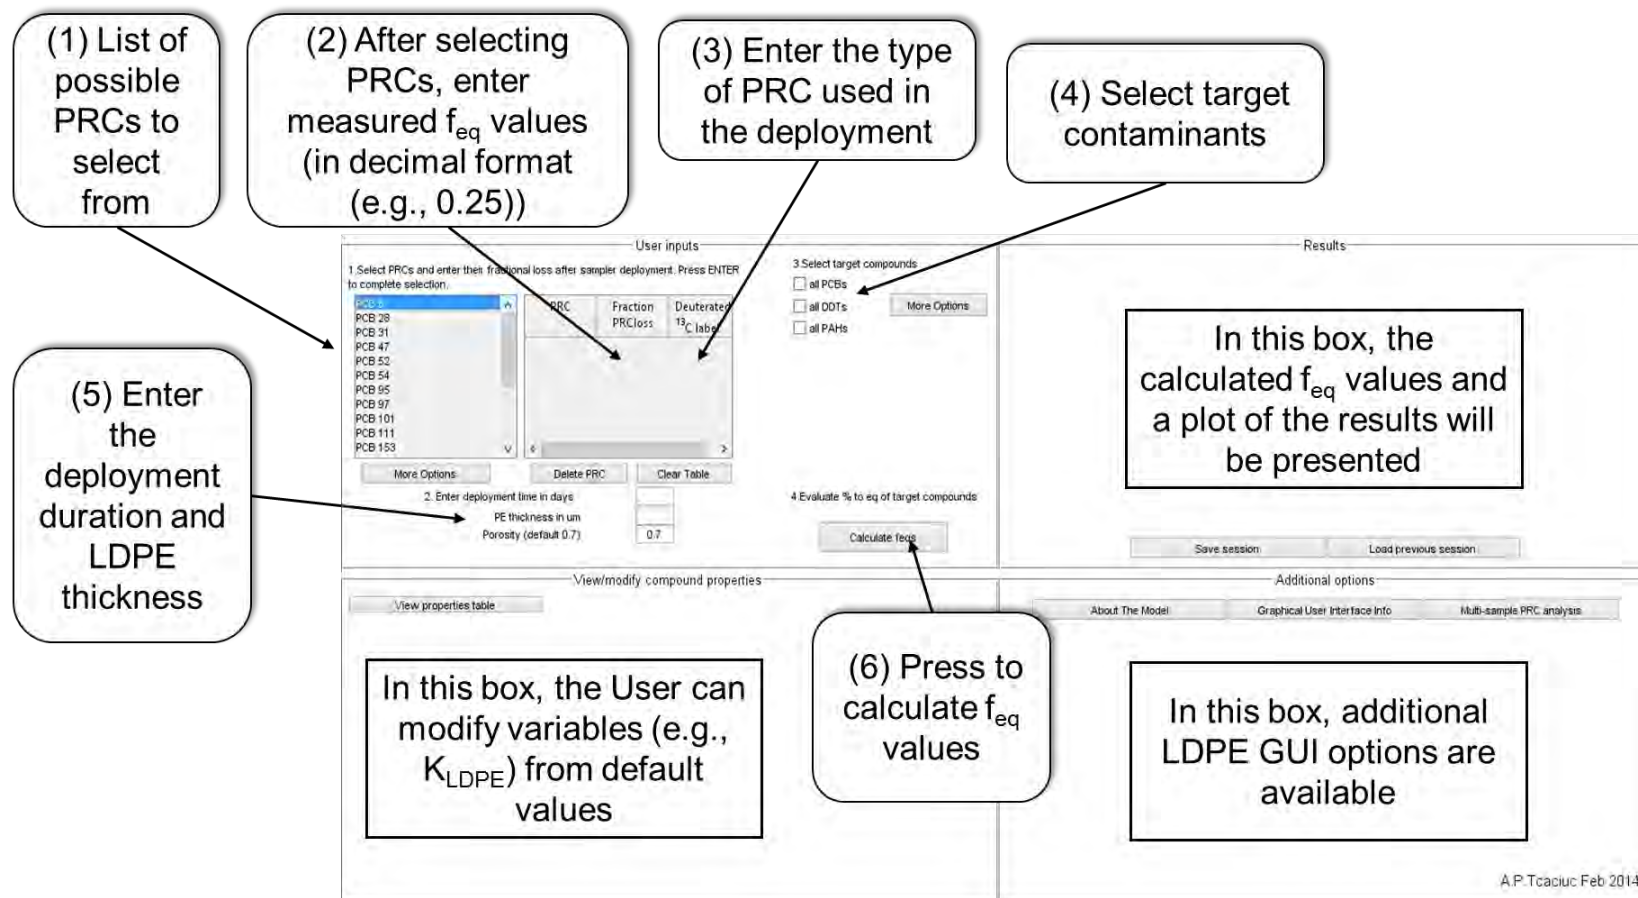 (1) List of
possible
PRCs to
select
from
(2) After selecting
PRCs, enter
measured feq values
(in decimal format
(e.g., 0.25))
(3) Enter the type
of PRC used in
the deployment
(4) Select target
contaminants
(5) Enter
the
deployment
duration and
LDPE
thickness
User inputs
1.Select PRCs and enter their fractional loss after sampler deployment. Press ENTER
to complete selection.
PCB 28
PCB 31
PCB 47
PCB 52
PCB 54
PCB 95
PCB 97
PCB 101
PCB 111
PCB 153
PRC
Fraction
PRCloss
Deuterated
13C label
More Options
Delete PRC
Clear Table
2. Enter deployment time in days
PE thickness in um
Porosity (default 0.7)
0.7
3.Select target compounds
all PCBs
all DDTs
all PAHs
More Options
4.Evaluate % to eq of target compounds
Calculate feqs
Results
In this box, the
calculated feq values and
a plot of the results will
be presented
Save session
Load previous session
View/modify compound properties
View properties table
In this box, the User can
modify variables (e.g.,
KLDPE) from default
values
(6) Press to
calculate feq
values
Additional options
About The Model
Graphical User Interface Info
Multi-sample PRC analysis
In this box, additional
LDPE GUI options are
available
A.P.Tcaciuc Feb 2014